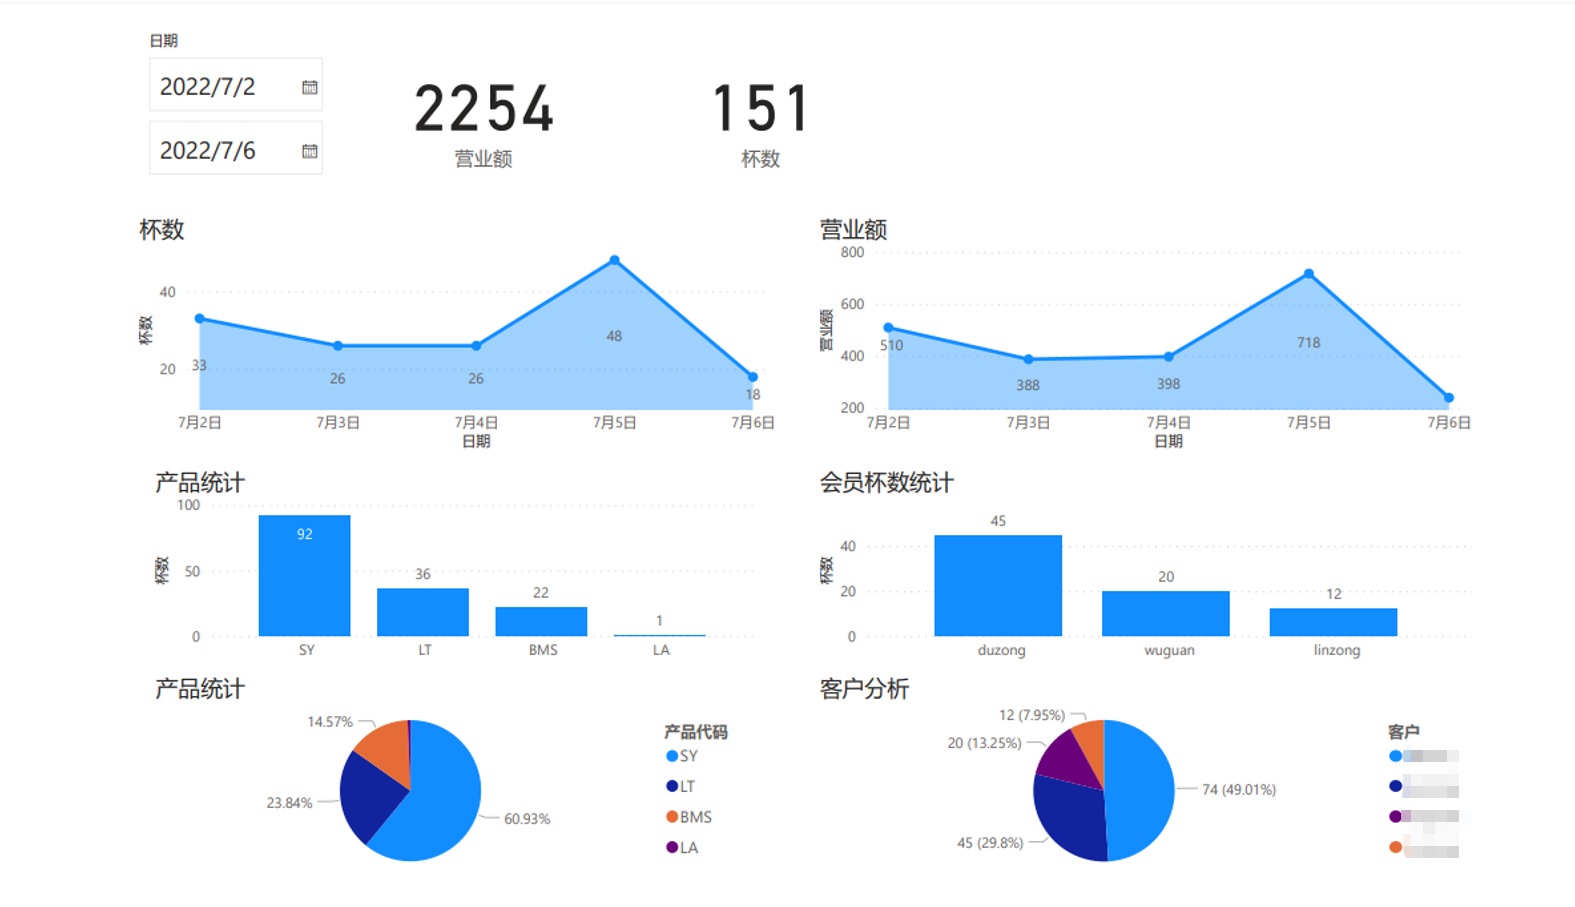 日期
2022/7/2
2022/7/6
2254
营业额
151
杯数
杯数
40
20
杯数
33
26
26
48
18
7月2日
7月3日
7月4日
7月5日
7月6日
日期
营业额
800
600
400
200
营业额
510
388
398
718
7月2日
7月3日
7月4日
7月5日
7月6日
日期
产品统计
100
50
0
杯数
92
36
22
1
SY
LT
BMS
LA
会员杯数统计
40
20
0
杯数
45
20
12
duzong
wuguan
linzong
产品统计
14.57%
23.84%
60.93%
产品代码
SY
LT
BMS
LA
客户分析
12 (7.95%)
20 (13.25%)
74 (49.01%)
45 (29.8%)
客户